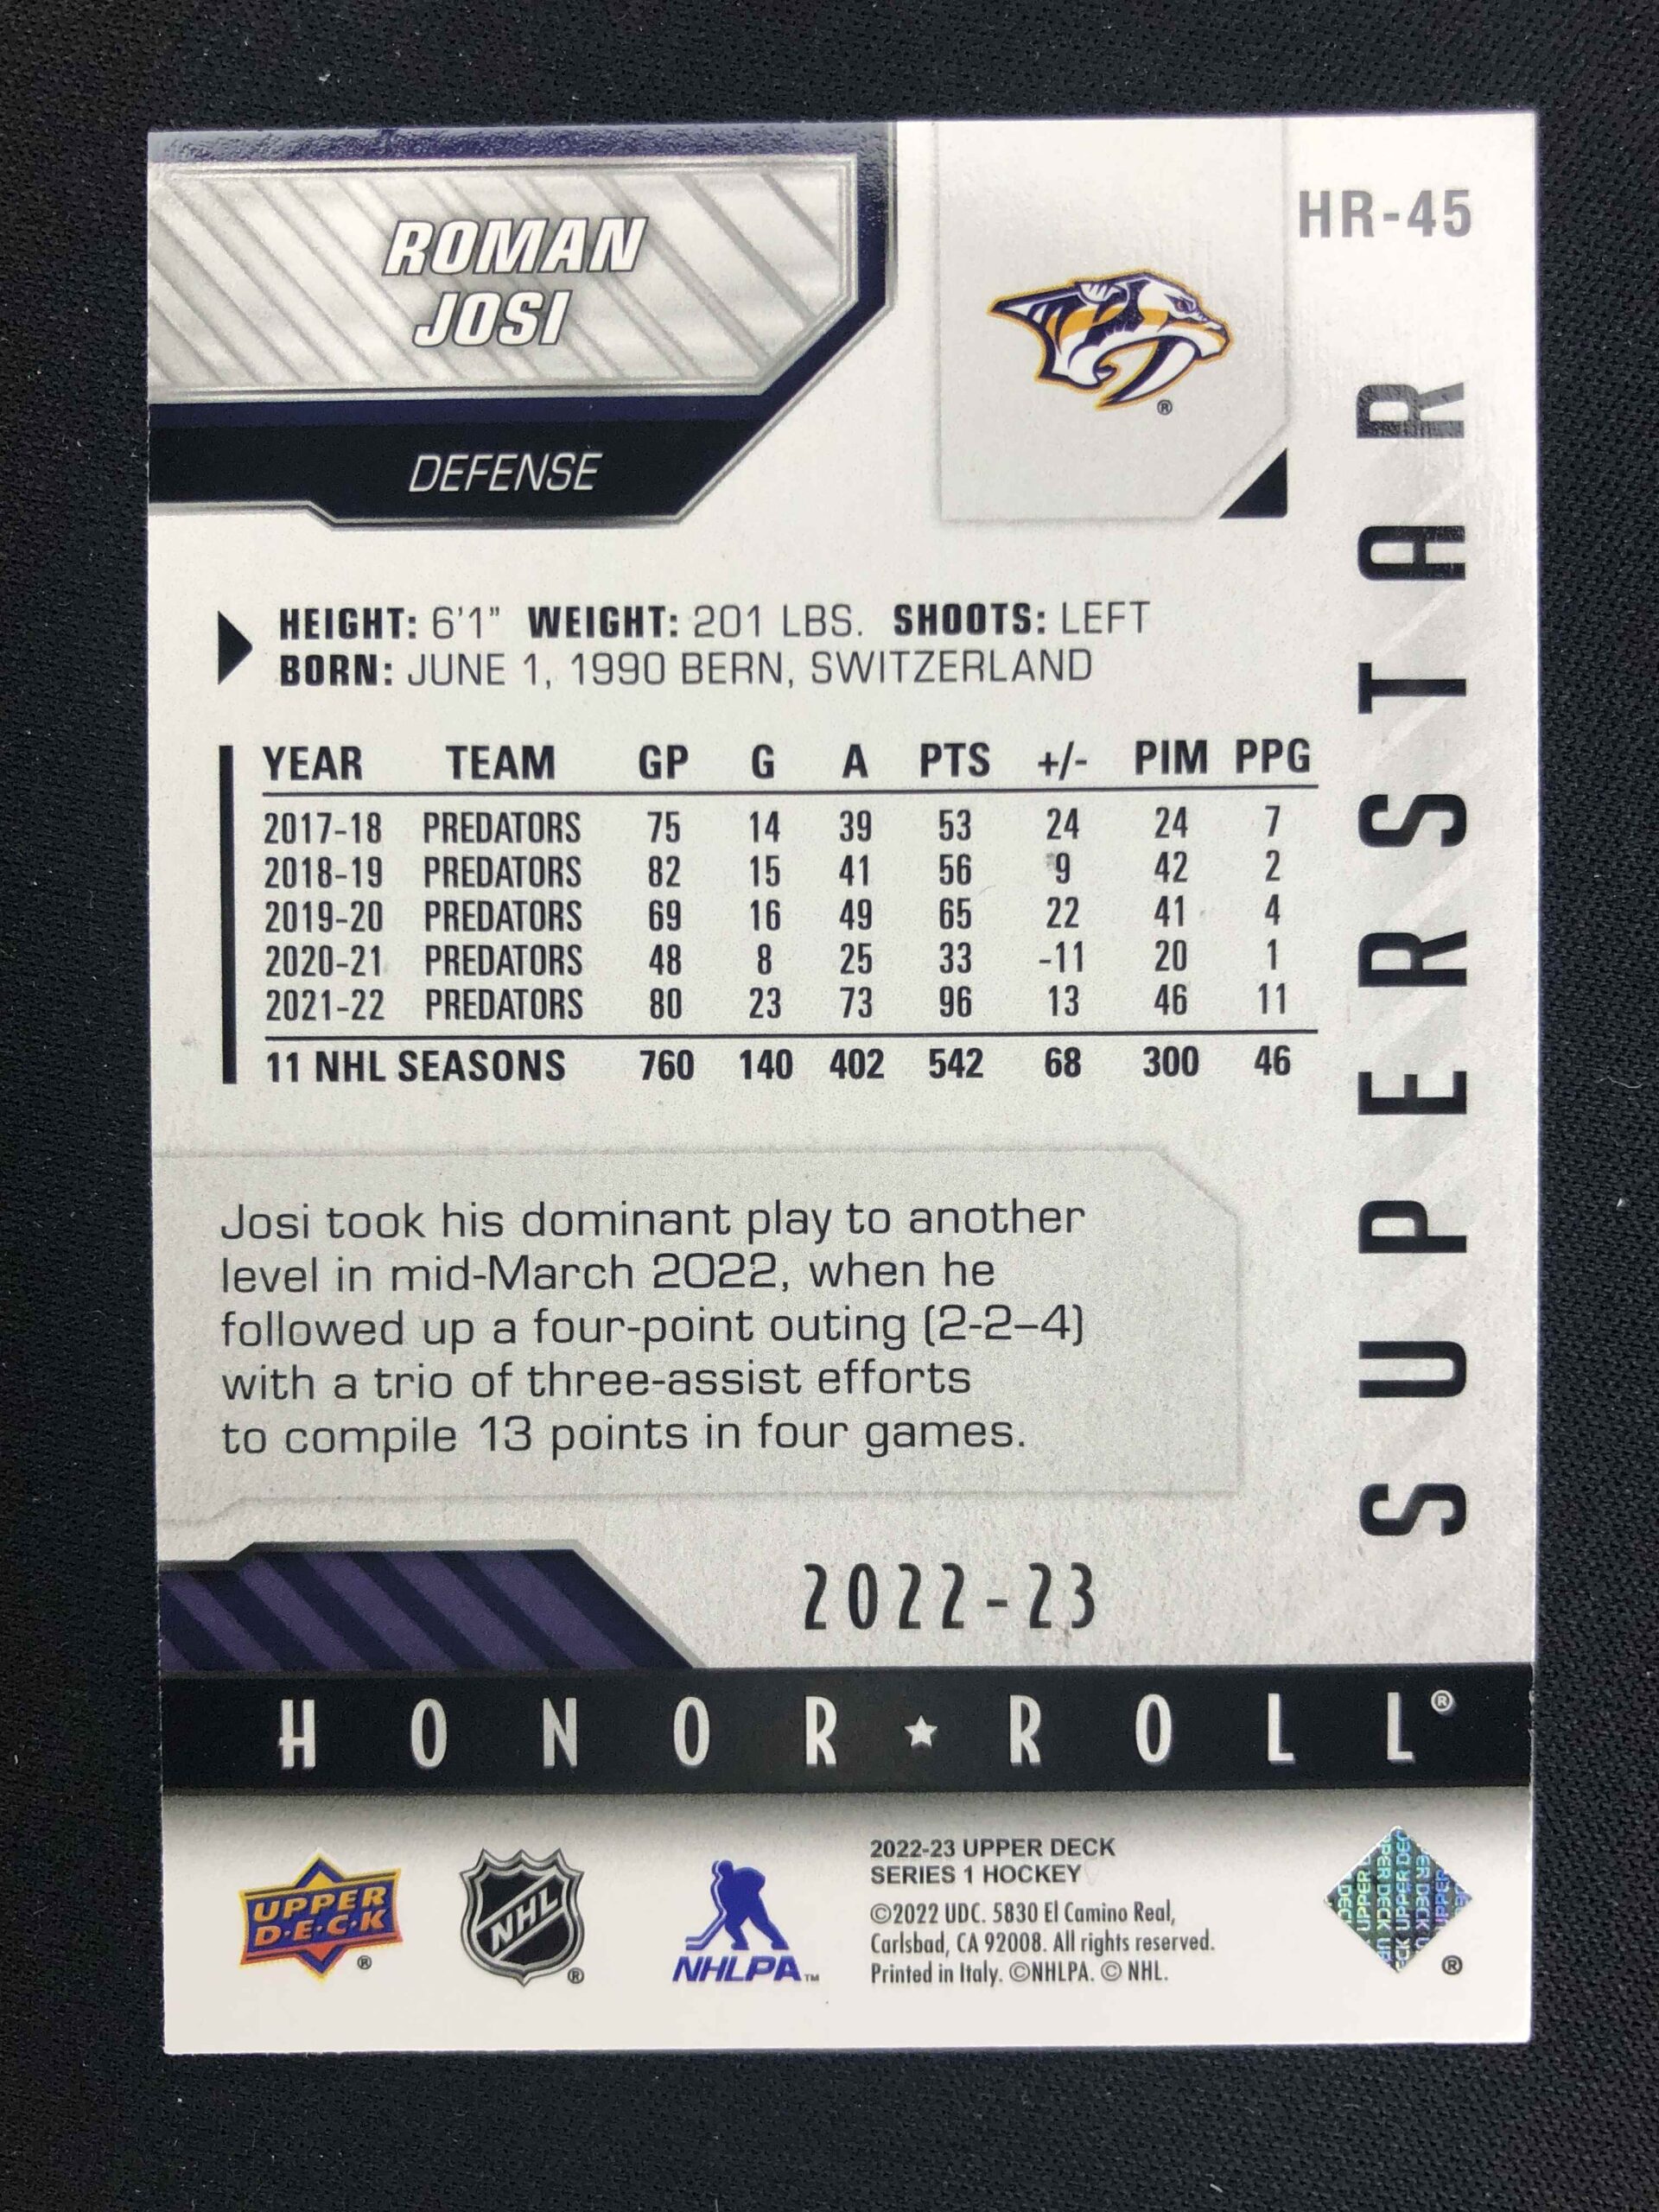 ROMAN
JOSI
DEFENSE
®
HR-45
SUPERSTAR
HEIGHT: 6'1" WEIGHT: 201 LBS. SHOOTS: LEFT
BORN: JUNE 1, 1990 BERN, SWITZERLAND
YEAR TEAM GP G A PTS +/- PIM PPG
2017-18 PREDATORS 75 14 39 53 24 24 7
2018-19 PREDATORS 82 15 41 56 9 42 2
2019-20 PREDATORS 69 16 49 65 22 41 4
2020-21 PREDATORS 48 8 25 33 -11 20 1
2021-22 PREDATORS 80 23 73 96 13 46 11
11 NHL SEASONS 760 140 402 542 68 300 46
Josi took his dominant play to another
level in mid-March 2022, when he
followed up a four-point outing (2-2–4)
with a trio of three-assist efforts
to compile 13 points in four games.
2022-23
HONOR★ROLL®
UPPER
D•E•C•K
®
NHL
®
NHLPA™
2022-23 UPPER DECK
SERIES 1 HOCKEY
©2022 UDC. 5830 El Camino Real,
Carlsbad, CA 92008. All rights reserved.
Printed in Italy. ©NHLPA. © NHL.
UPPER DECK
®